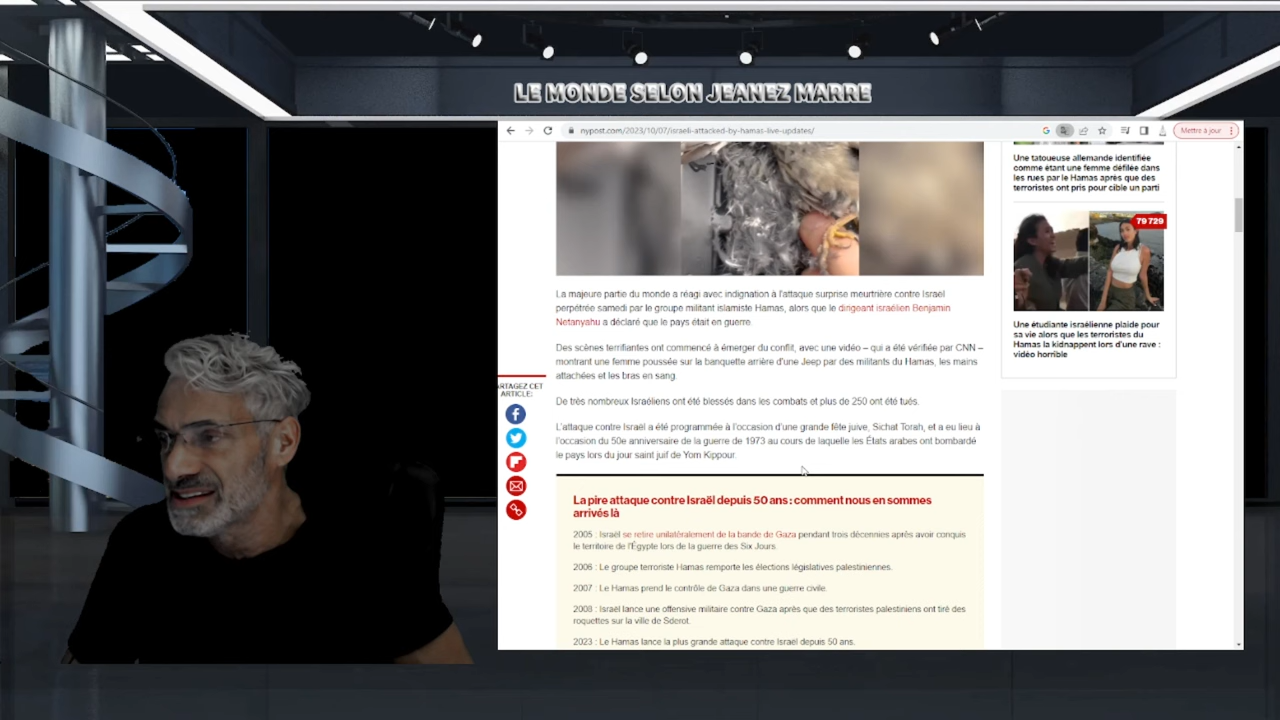 LE MONDE SELON JEANEZ MARRE
nypost.com/2023/10/07/israeli-attacked-by-hamas-live-updates/
Mettre à jour
Une tatoueuse allemande identifiée
comme étant une femme défilée dans
les rues par le Hamas après que des
terroristes ont pris pour cible un parti
79 729
Une étudiante israélienne plaide pour
sa vie alors que les terroristes du
Hamas la kidnappent lors d'une rave :
vidéo horrible
ARTAGEZ CET
ARTICLE:
La majeure partie du monde a réagi avec indignation à l'attaque surprise meurtrière contre Israël
perpétrée samedi par le groupe militant islamiste Hamas, alors que le dirigeant israélien Benjamin
Netanyahu a déclaré que le pays était en guerre.
Des scènes terrifiantes ont commencé à émerger du conflit, avec une vidéo – qui a été vérifiée par CNN –
montrant une femme poussée sur la banquette arrière d'une Jeep par des militants du Hamas, les mains
attachées et les bras en sang.
De très nombreux Israéliens ont été blessés dans les combats et plus de 250 ont été tués.
L'attaque contre Israël a été programmée à l'occasion d'une grande fête juive, Sichat Torah, et a eu lieu à
l'occasion du 50e anniversaire de la guerre de 1973 au cours de laquelle les États arabes ont bombardé
le pays lors du jour saint juif de Yom Kippour.
La pire attaque contre Israël depuis 50 ans : comment nous en sommes
arrivés là
2005 : Israël se retire unilatéralement de la bande de Gaza pendant trois décennies après avoir conquis
le territoire de l'Égypte lors de la guerre des Six Jours.
2006 : Le groupe terroriste Hamas remporte les élections législatives palestiniennes.
2007 : Le Hamas prend le contrôle de Gaza dans une guerre civile.
2008 : Israël lance une offensive militaire contre Gaza après que des terroristes palestiniens ont tiré des
roquettes sur la ville de Sderot.
2023 : Le Hamas lance la plus grande attaque contre Israël depuis 50 ans.